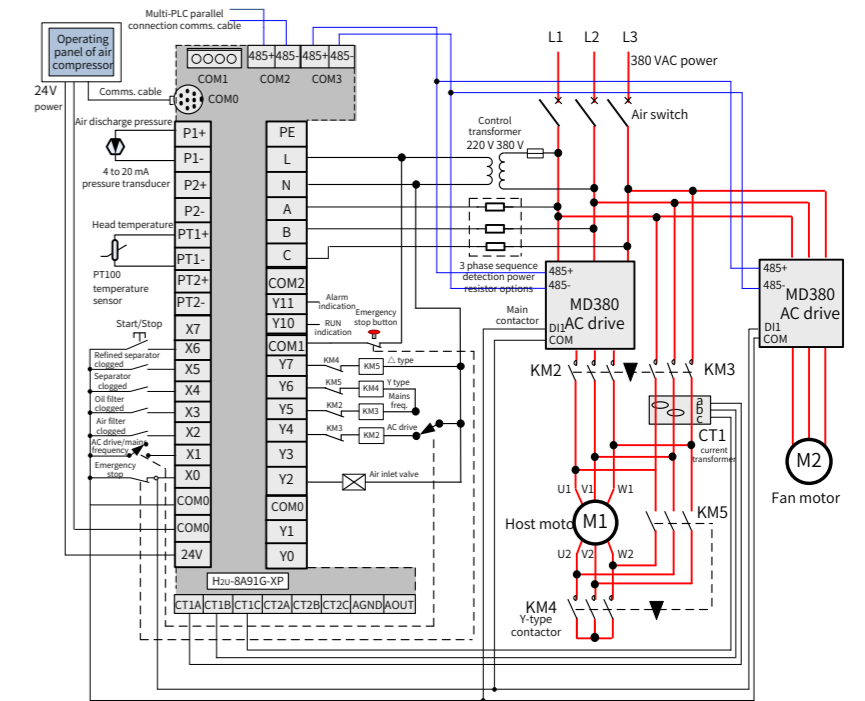 Multi-PLC parallel
connection comms. cable
Operating
panel of air
compressor
24V
power
Comms. cable
COM1
COM0
485+
485-
485+
485-
COM2
COM3
L1
L2
L3
380 VAC power
Air switch
Control
transformer
220 V 380 V
Air discharge pressure
4 to 20 mA
pressure transducer
Head temperature
PT100
temperature
sensor
Start/Stop
Refined separator
clogged
Separator
clogged
Oil filter
clogged
Air filter
clogged
AC drive/mains
frequency
Emergency
stop
P1+
P1-
P2+
P2-
PT1+
PT1-
PT2+
PT2-
X7
X6
X5
X4
X3
X2
X1
X0
COM0
COM0
24V
PE
L
N
A
B
C
COM2
Y11
Y10
COM1
Y7
Y6
Y5
Y4
Y3
Y2
COM0
Y1
Y0
Alarm
indication
RUN
indication
Emergency
stop button
KM4
KM5
△ type
KM5
KM4
Y type
KM2
KM3
Mains
freq.
KM3
KM2
AC drive
Air inlet valve
3 phase sequence
detection power
resistor options
Main
contactor
485+
485-
MD380
AC drive
DI1
COM
485+
485-
MD380
AC drive
DI1
COM
KM2
KM3
a
b
c
CT1
current
transformer
U1 V1 W1
Host moto
M1
U2 V2 W2
KM5
KM4
Y-type
contactor
M2
Fan motor
H2U-8A91G-XP
CT1A
CT1B
CT1C
CT2A
CT2B
CT2C
AGND
AOUT